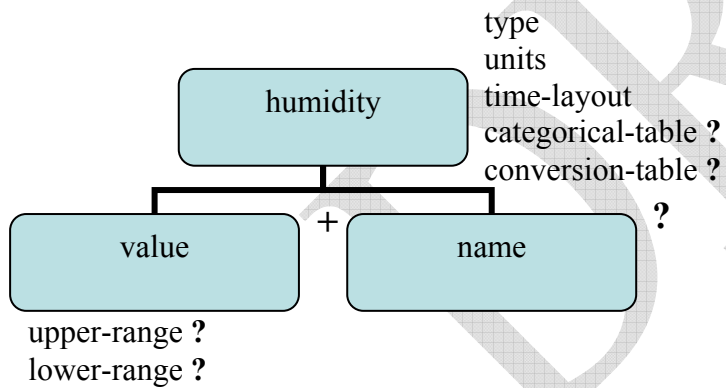 type
units
time-layout
categorical-table ?
conversion-table ?
humidity
value
+
name
?
upper-range ?
lower-range ?